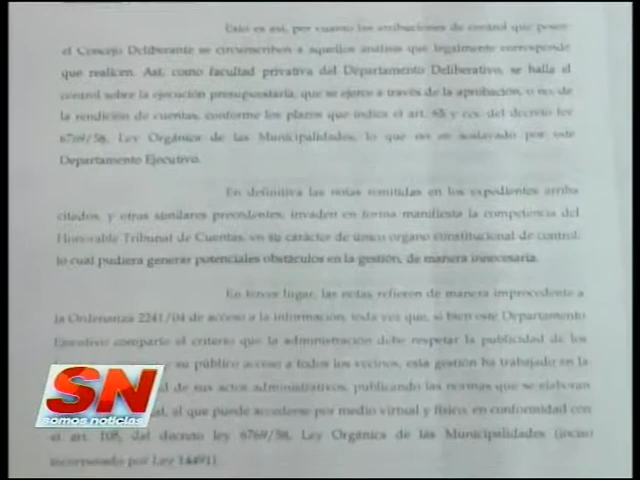 Esto es así, por cuanto las atribuciones de control que posee
el Concejo Deliberante se circunscriben a aquellos análisis que legalmente corresponde
que realicen. Así, como facultad privativa del Departamento Deliberativo, se halla el
control sobre la ejecución presupuestaria, que se ejerce a través de la aprobación, o no, de
la rendición de cuentas, conforme los plazos que indica el art. 65 y ccs. del decreto ley
6769/58, Ley Orgánica de las Municipalidades, lo que no es soslayado por este
Departamento Ejecutivo.
En definitiva las notas remitidas en los expedientes arriba
citados, y otras similares precedentes, invaden en forma manifiesta la competencia del
Honorable Tribunal de Cuentas, en su carácter de único organo constitucional de control,
lo cual pudiera generar potenciales obstáculos en la gestión, de manera innecesaria.
En tercer lugar, las notas refieren de manera improcedente a
la Ordenanza 2241/04 de acceso a la información, toda vez que, si bien este Departamento
Ejecutivo comparte el criterio que la administración debe respetar la publicidad de los
su público acceso a todos los vecinos, esta gestión ha trabajado en la
d de sus actos administrativos, publicando las normas que se elaboran
al, el que puede accederse por medio virtual y físico, en conformidad con
el art. 108, del decreto ley 6769/58, Ley Orgánica de las Municipalidades (inciso
incorporado por Ley 14491)
SN
somos noticias